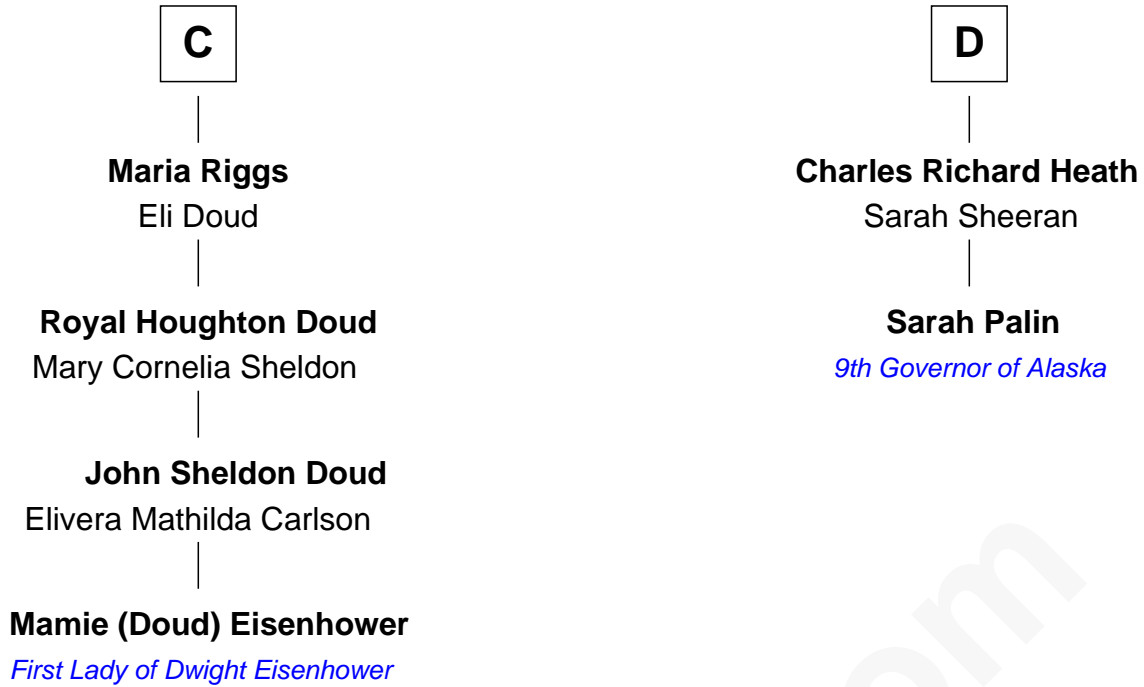 C
Maria Riggs
Eli Doud
Royal Houghton Doud
Mary Cornelia Sheldon
John Sheldon Doud
Elivera Mathilda Carlson
Mamie (Doud) Eisenhower
First Lady of Dwight Eisenhower
D
Charles Richard Heath
Sarah Sheeran
Sarah Palin
9th Governor of Alaska
om